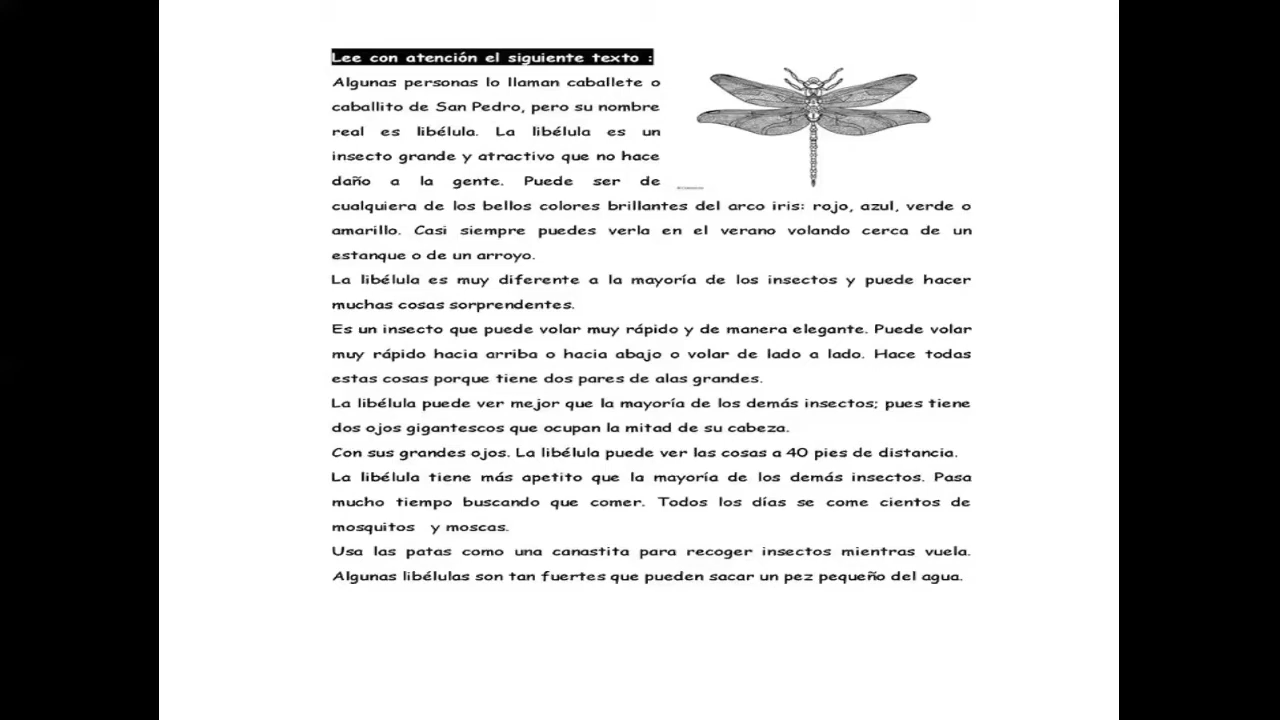 Lee con atención el siguiente texto :
Algunas personas lo llaman caballete o
caballito de San Pedro, pero su nombre
real es libélula. La libélula es un
insecto grande y atractivo que no hace
daño a la gente. Puede ser de
cualquiera de los bellos colores brillantes del arco iris: rojo, azul, verde o
amarillo. Casi siempre puedes verla en el verano volando cerca de un
estanque o de un arroyo.
La libélula es muy diferente a la mayoría de los insectos y puede hacer
muchas cosas sorprendentes.
Es un insecto que puede volar muy rápido y de manera elegante. Puede volar
muy rápido hacia arriba o hacia abajo o volar de lado a lado. Hace todas
estas cosas porque tiene dos pares de alas grandes.
La libélula puede ver mejor que la mayoría de los demás insectos; pues tiene
dos ojos gigantescos que ocupan la mitad de su cabeza.
Con sus grandes ojos. La libélula puede ver las cosas a 40 pies de distancia.
La libélula tiene más apetito que la mayoría de los demás insectos. Pasa
mucho tiempo buscando que comer. Todos los días se come cientos de
mosquitos y moscas.
Usa las patas como una canastita para recoger insectos mientras vuela.
Algunas libélulas son tan fuertes que pueden sacar un pez pequeño del agua.